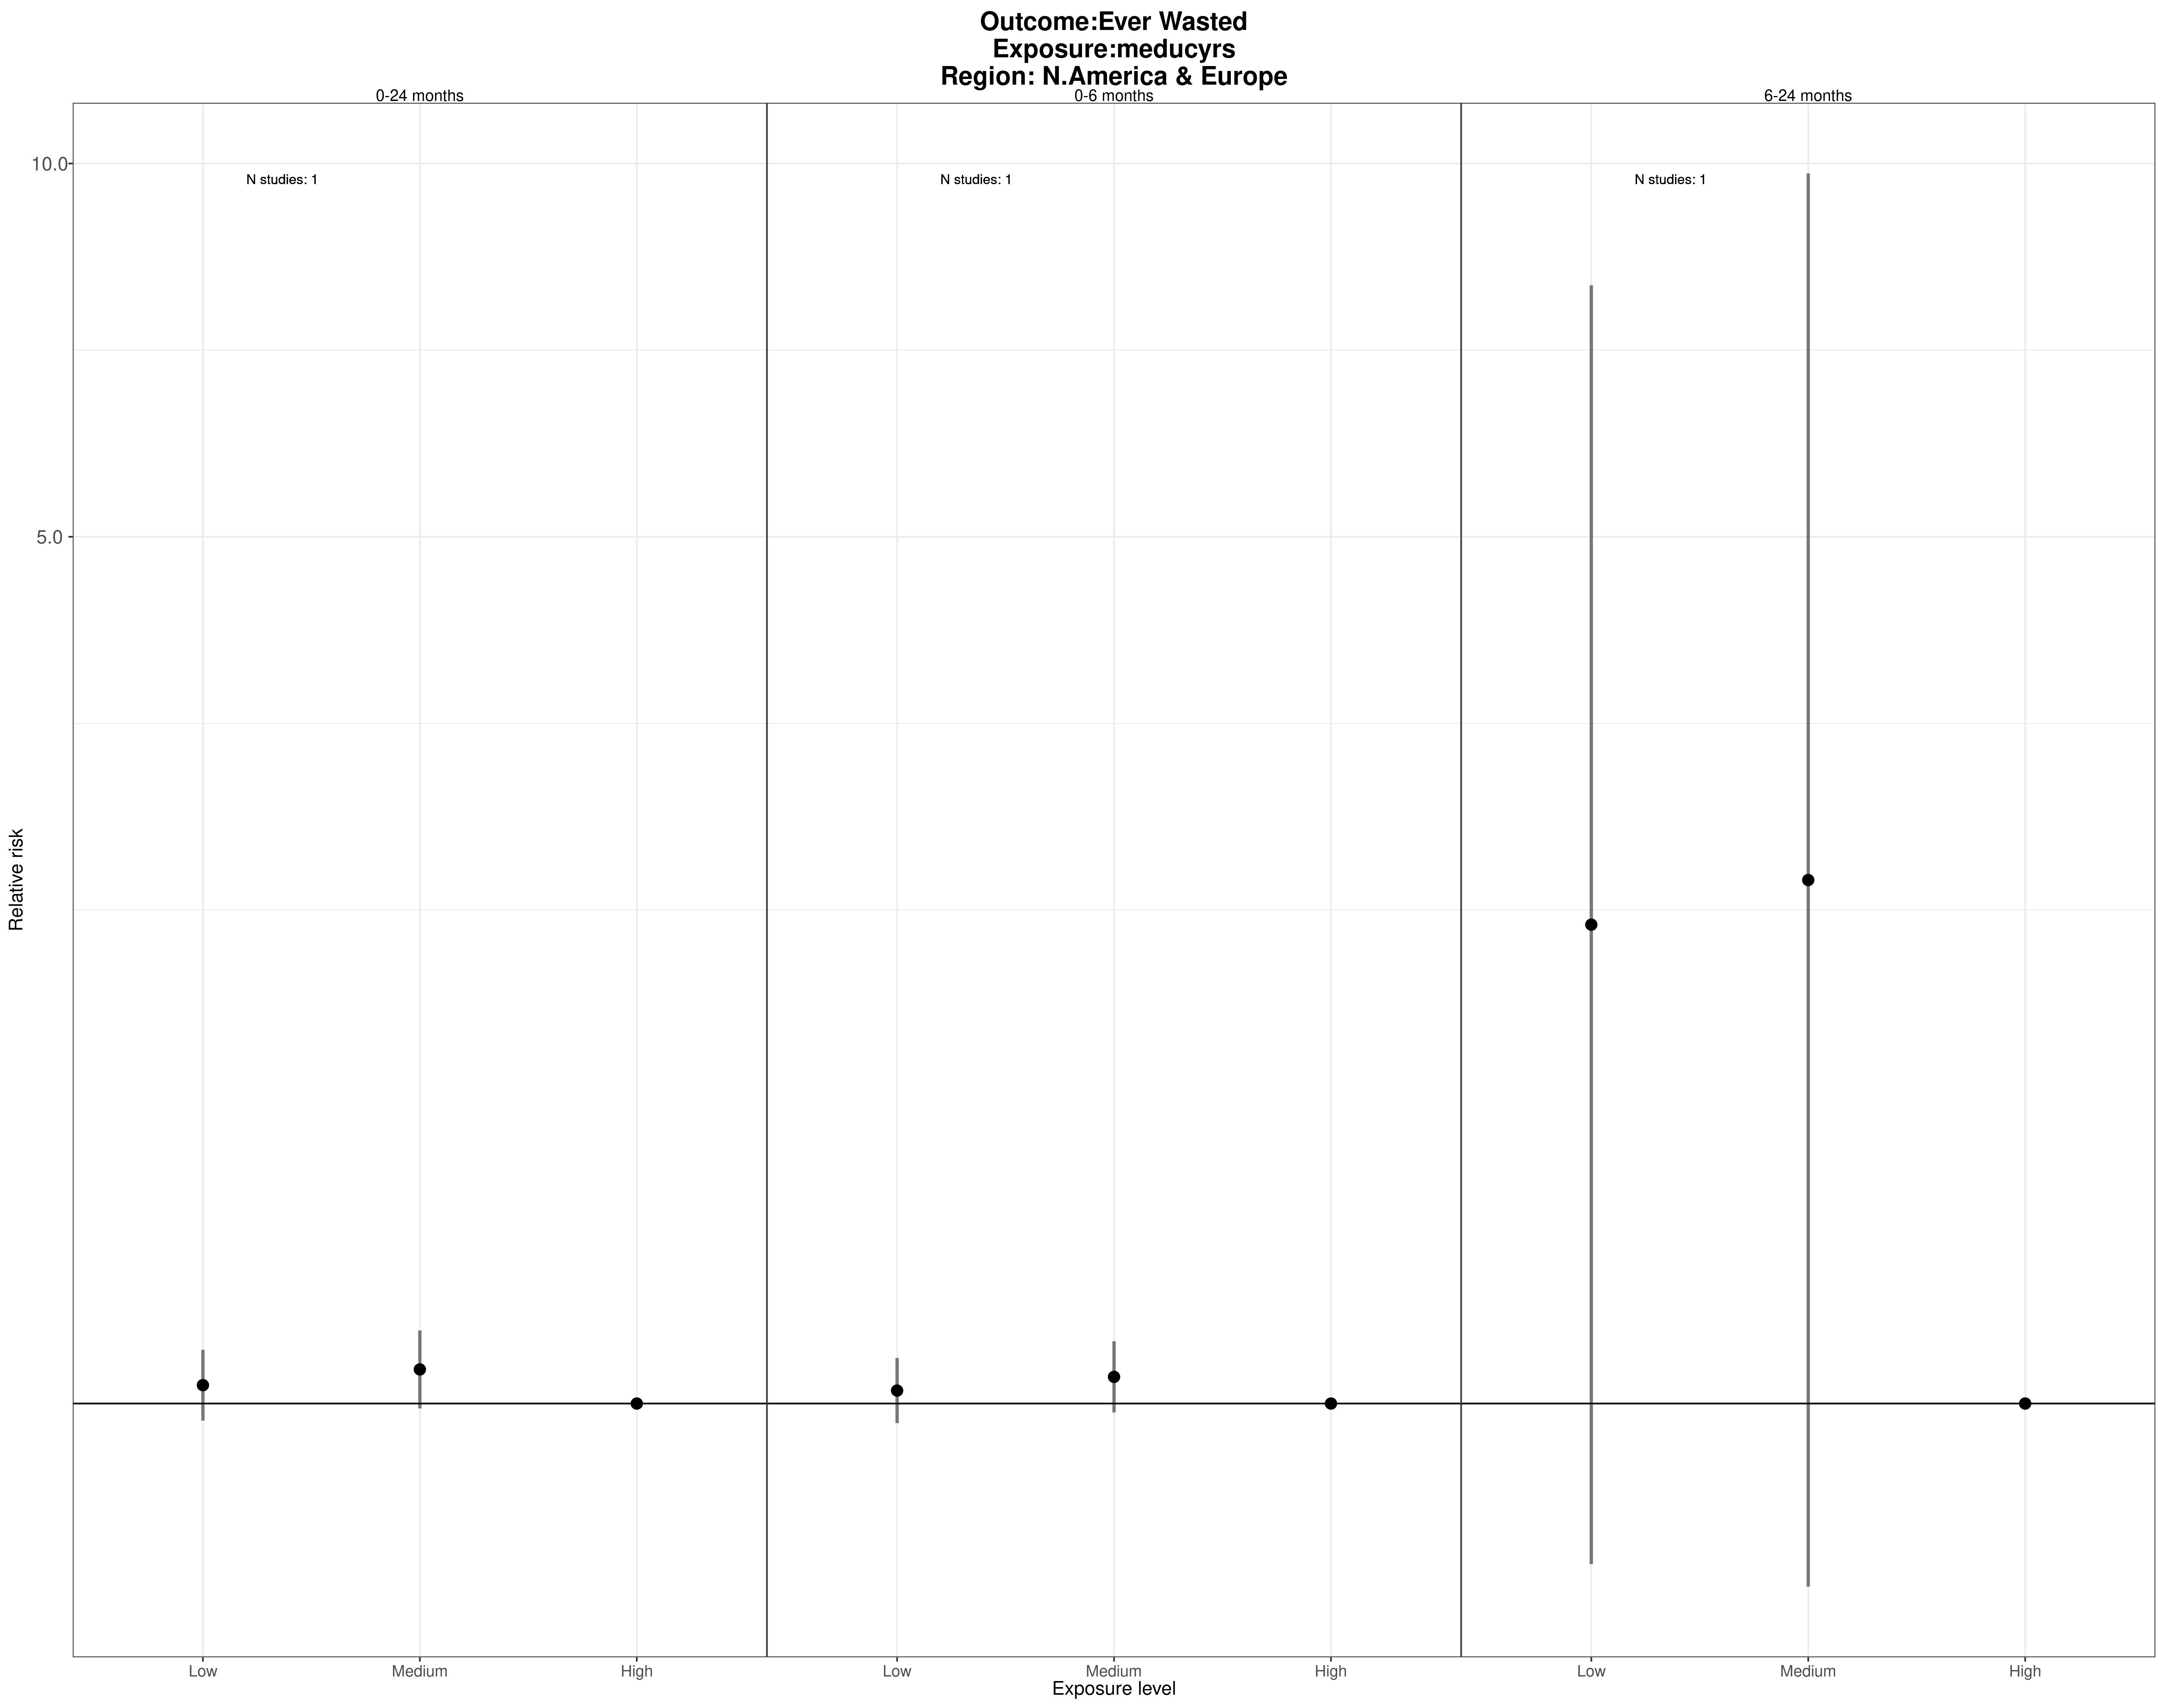 Outcome:Ever Wasted
Exposure:meducyrs
Region: N.America & Europe
0-24 months
0-6 months
6-24 months
10.0
5.0
N studies: 1
N studies: 1
N studies: 1
Relative risk
Low
Medium
High
Low
Medium
High
Low
Medium
High
Exposure level